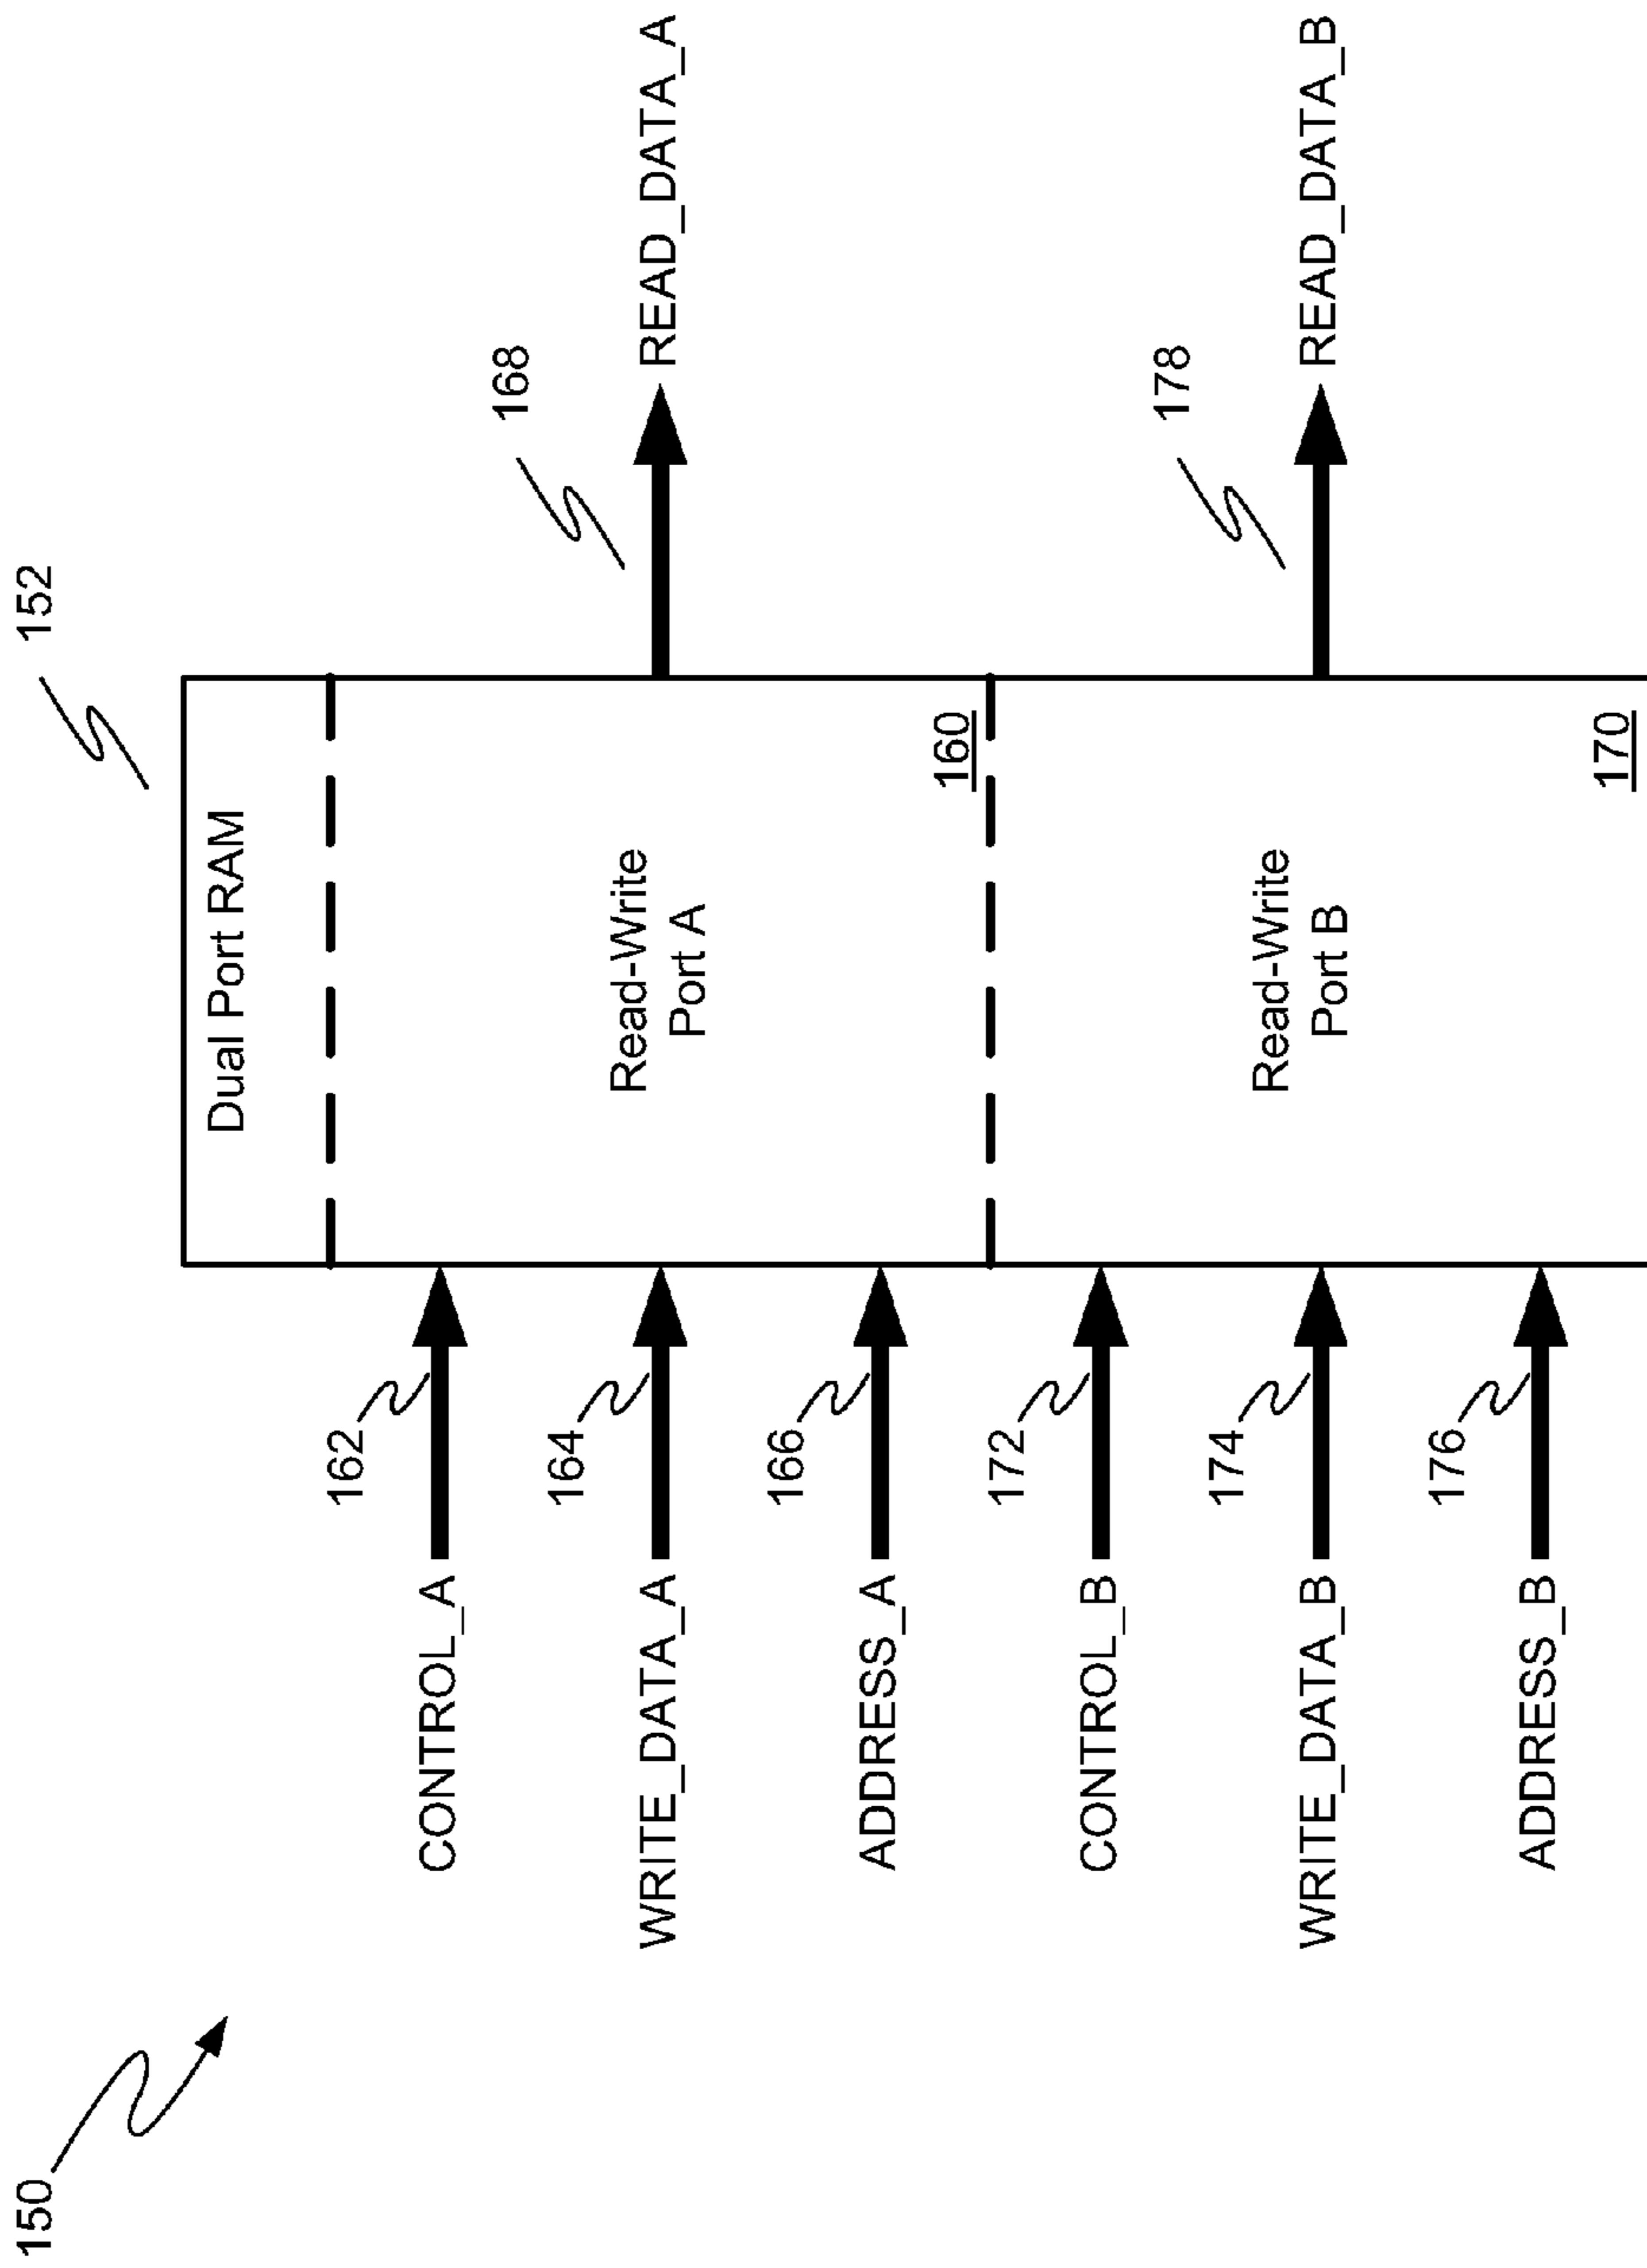 150
152
Dual Port RAM
162
CONTROL_A
164
168
WRITE_DATA_A
Read-Write
Port A
READ_DATA_A
166
ADDRESS_A
160
172
CONTROL_B
174
178
WRITE_DATA_B
Read-Write
Port B
READ_DATA_B
176
ADDRESS_B
170